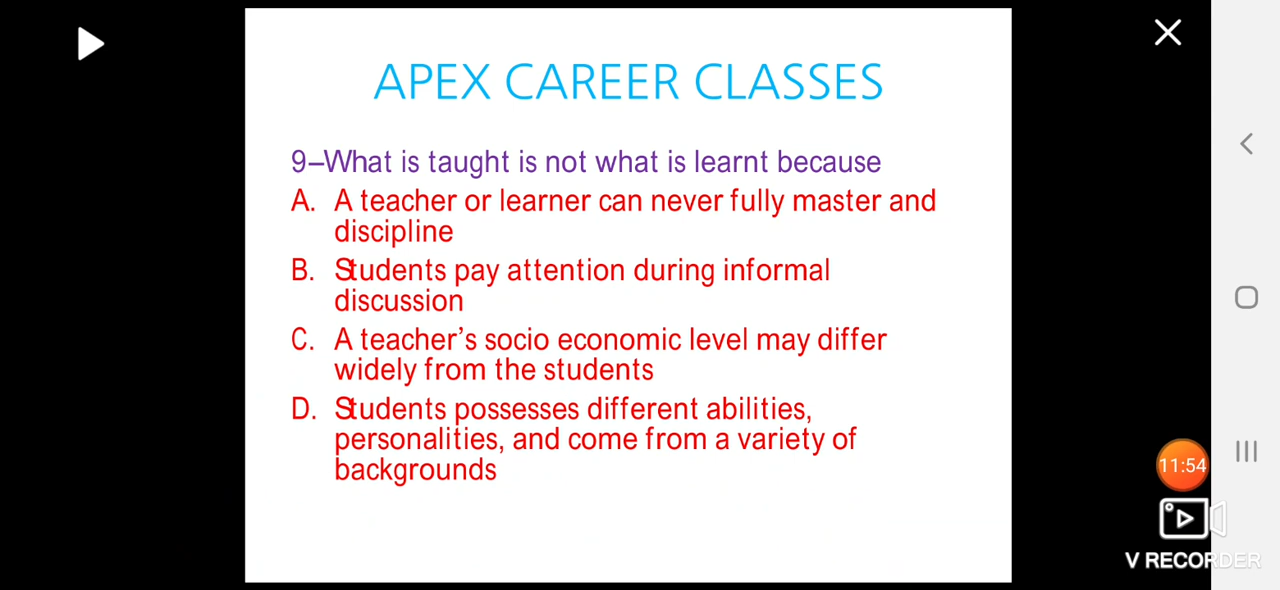 APEX CAREER CLASSES
9–What is taught is not what is learnt because
A. A teacher or learner can never fully master and
discipline
B. Students pay attention during informal
discussion
C. A teacher's socio economic level may differ
widely from the students
D. Students possesses different abilities,
personalities, and come from a variety of
backgrounds
11:54
V RECORDER